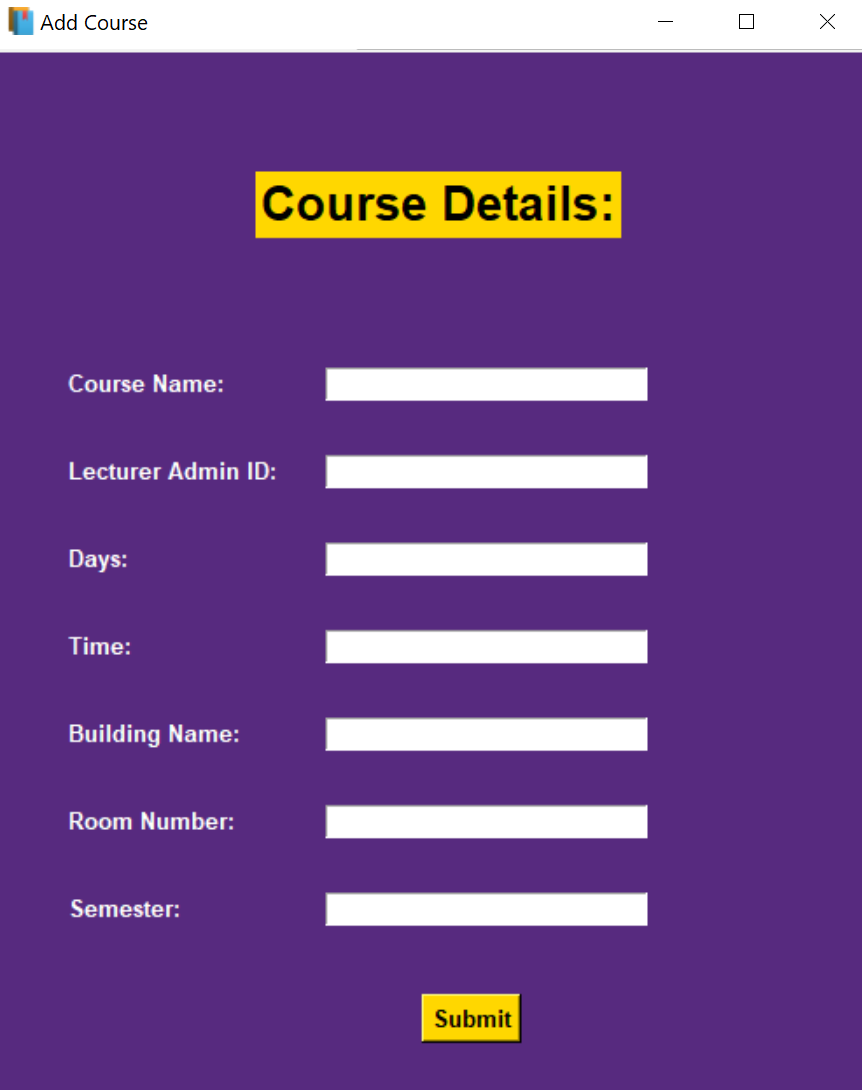 Add Course
Course Details:
Course Name:
Lecturer Admin ID:
Days:
Time:
Building Name:
Room Number:
Semester:
Submit